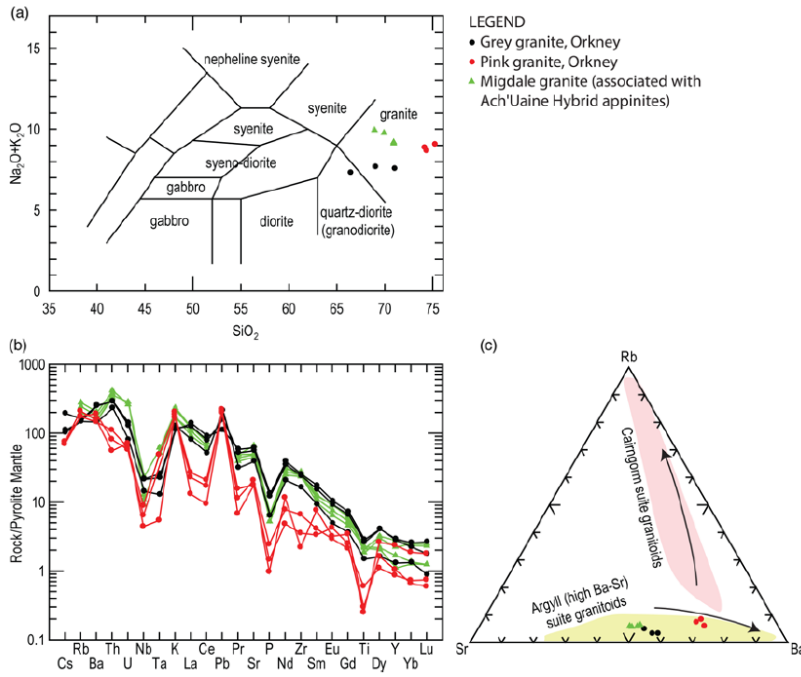 (a)
15
10
5
0
Na2O+K2O
nepheline syenite
syenite
granite
syenite
syeno-diorite
gabbro
gabbro
diorite
quartz-diorite
(granodiorite)
35 40 45 50 55 60 65 70 75
SiO2
LEGEND
Grey granite, Orkney
Pink granite, Orkney
Migdale granite (associated with
Ach'Uaine Hybrid appinites)
(b)
1000
100
10
1
0.1
Rock/Pyrolite Mantle
Rb Th Nb K Ce Pr P Zr Eu Ti Y Lu
Cs Ba U Ta La Pb Sr Nd Sm Gd Dy Yb
(c)
Rb
Cairngorm suite granitoids
Argyll (high Ba-Sr)
suite granitoids
Sr
Ba